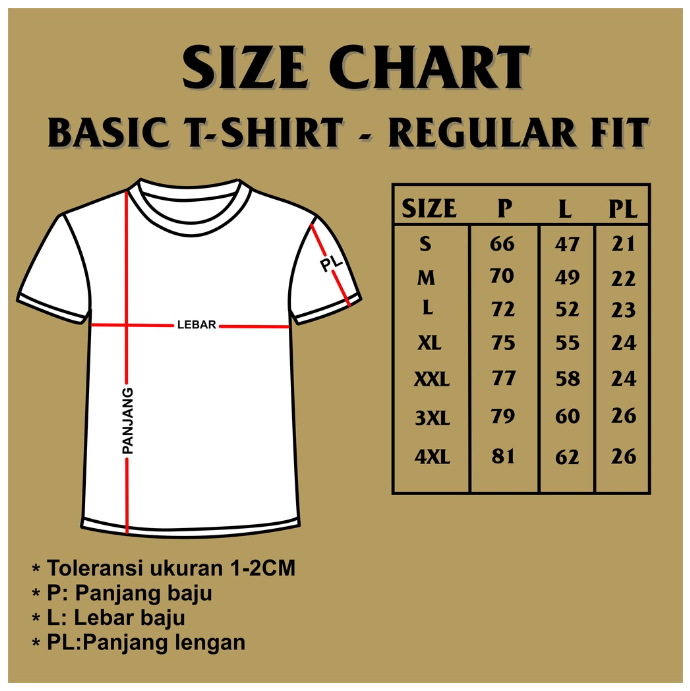 SIZE CHART
BASIC T-SHIRT - REGULAR FIT
PL
LEBAR
PANJANG
SIZE P L PL
S 66 47 21
M 70 49 22
L 72 52 23
XL 75 55 24
XXL 77 58 24
3XL 79 60 26
4XL 81 62 26
* Toleransi ukuran 1-2CM
* P: Panjang baju
* L: Lebar baju
* PL:Panjang lengan